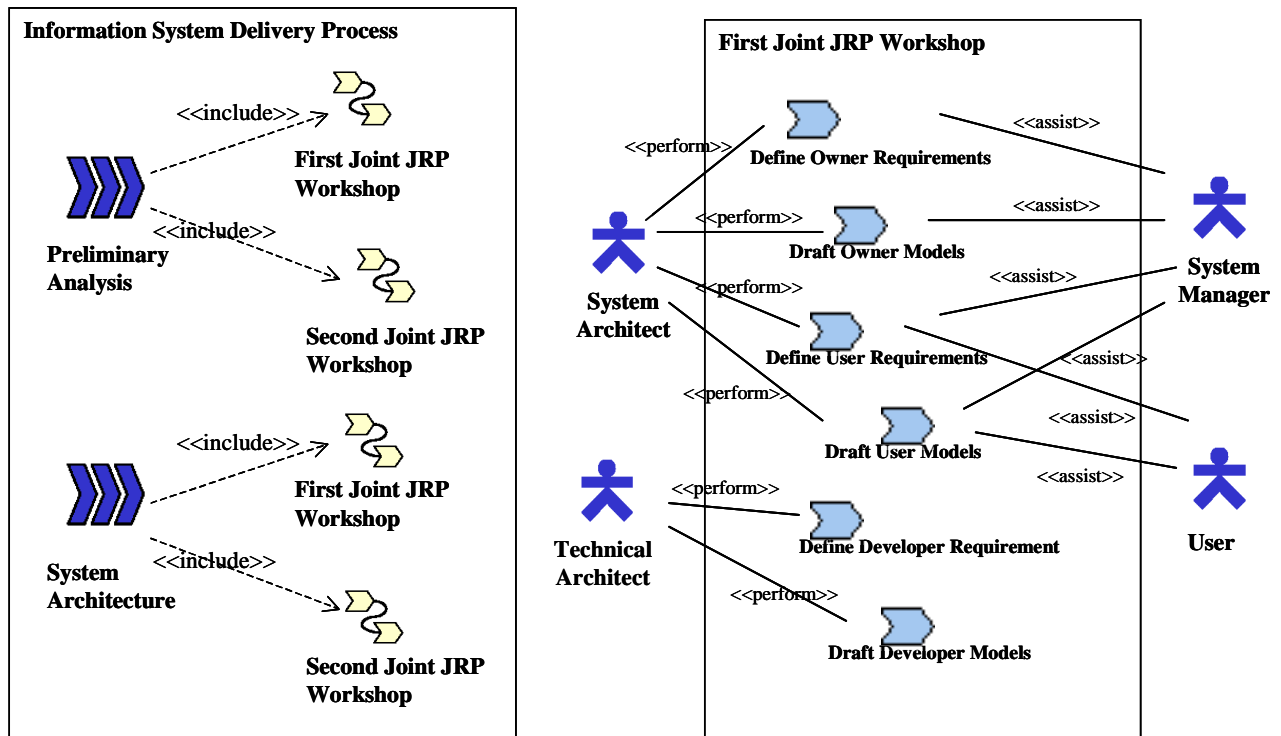 Information System Delivery Process
<<include>>
First Joint JRP
Workshop
<<include>>
Preliminary
Analysis
Second Joint JRP
Workshop
<<include>>
First Joint JRP
Workshop
<<include>>
System
Architecture
Second Joint JRP
Workshop
First Joint JRP Workshop
<<perform>>
<<assist>>
Define Owner Requirements
<<perform>>
<<assist>>
Draft Owner Models
System
Architect
System
Manager
<<perform>>
<<assist>>
Define User Requirements
<<assist>>
<<perform>>
<<assist>>
Draft User Models
<<assist>>
User
<<perform>>
Technical
Architect
Define Developer Requirement
<<perform>>
Draft Developer Models